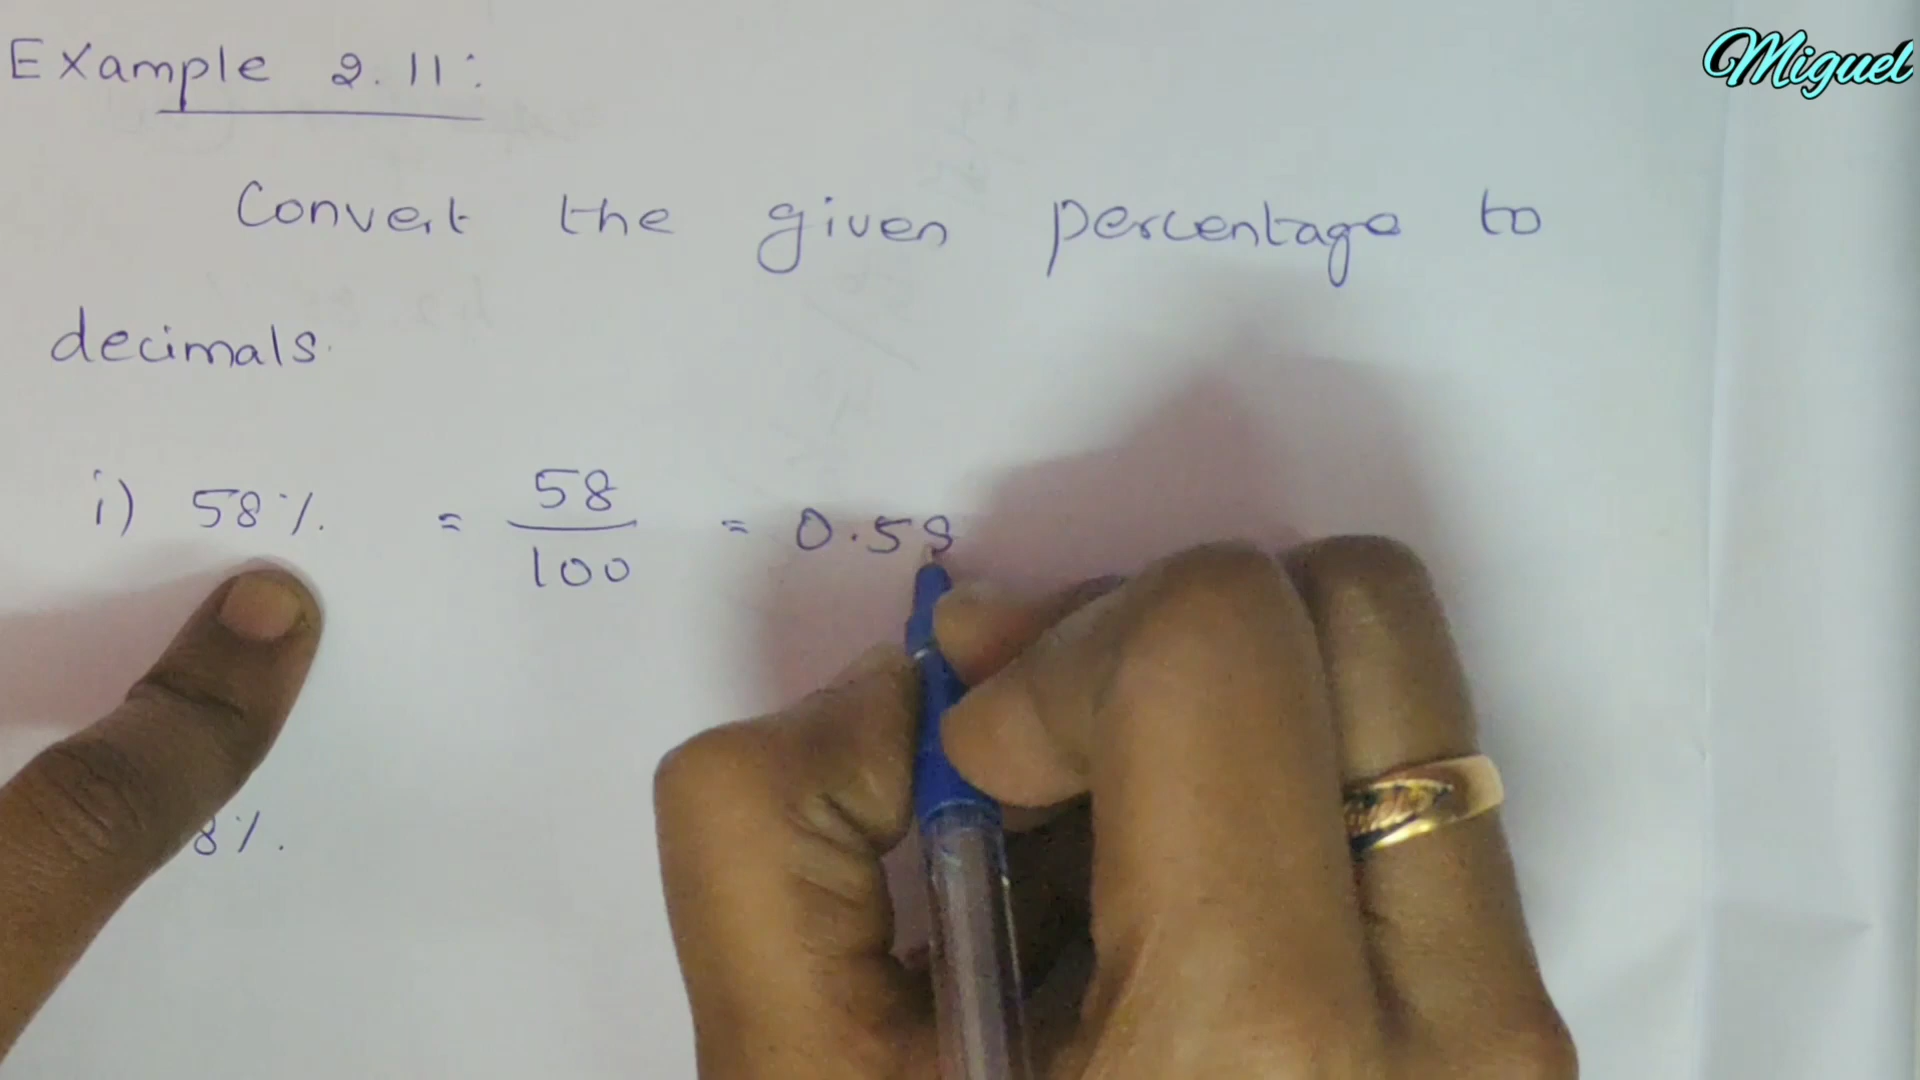 Miguel
Example 2.11:
Convert the given percentage to
decimals.
i) 58% = 58/100 = 0.58
8%.